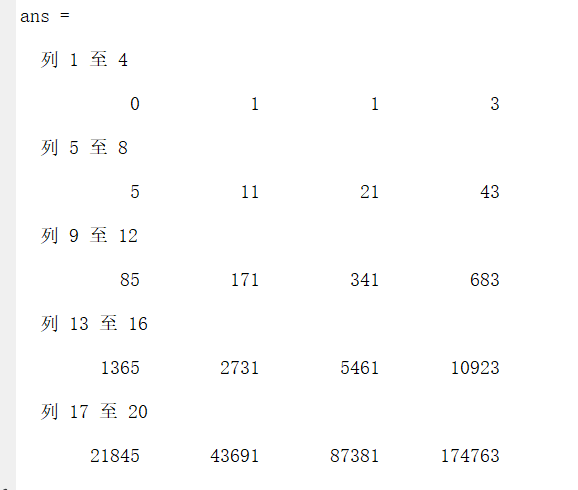 ans =
列 1 至 4
0 1 1 3
列 5 至 8
5 11 21 43
列 9 至 12
85 171 341 683
列 13 至 16
1365 2731 5461 10923
列 17 至 20
21845 43691 87381 174763